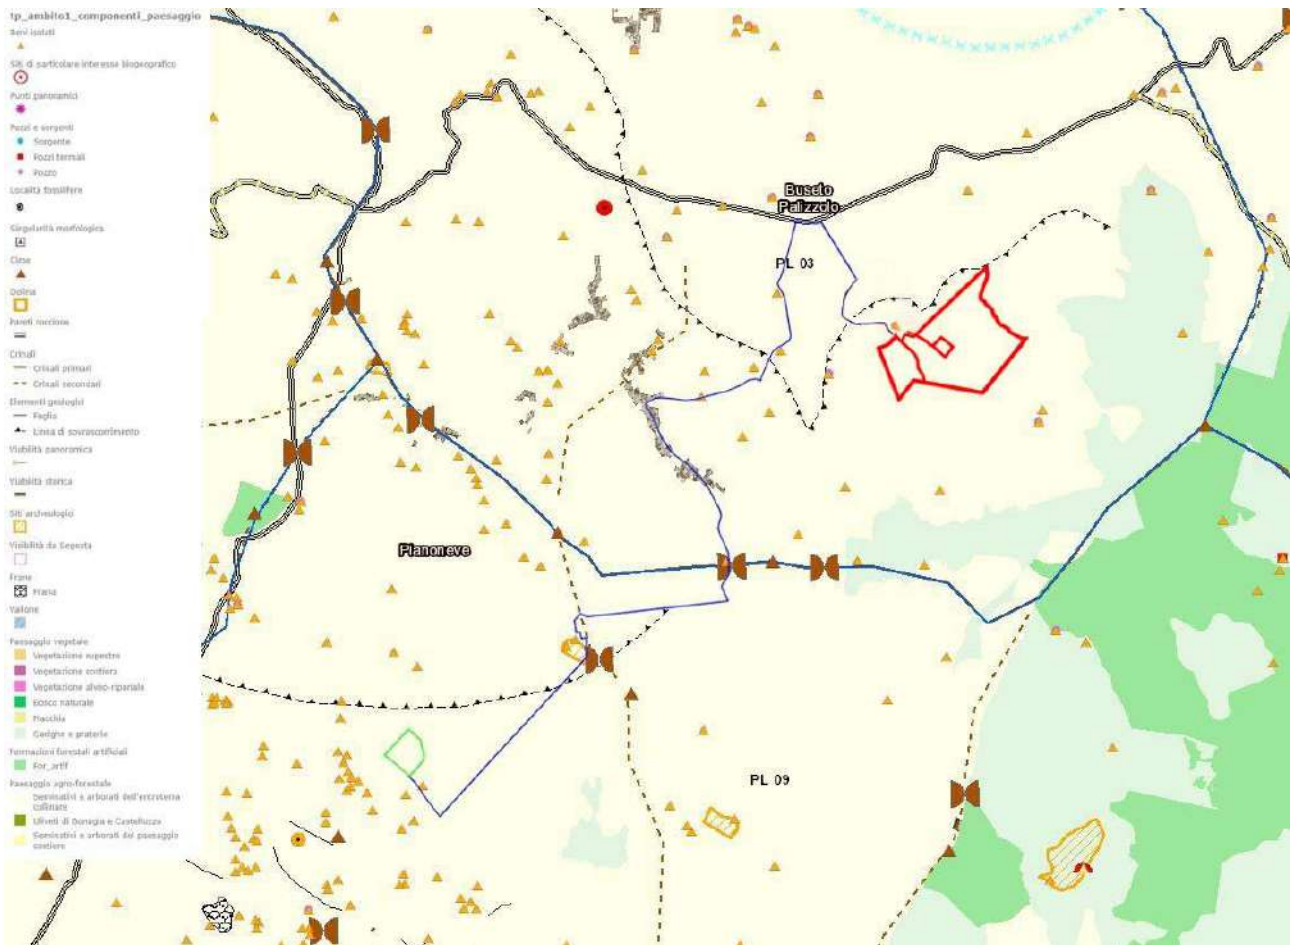 tp_ambito1_componenti_paesaggio
Beni isolati
Siti di particolare interesse biogeografico
Punti panoramici
Pozzi e sorgenti
Sorgente
Pozzi termali
Pozzo
Località fossilifere
Singolarità morfologica
Cime
Dolina
Pareti rocciose
Crinali
Crinali primari
Crinali secondari
Elementi geologici
Faglia
Linea di sovrascorrimento
Viabilità panoramica
Viabilità storica
Siti archeologici
Visibilità da Segesta
Frane
Frana
Vallone
Paesaggio vegetale
Vegetazione rupestre
Vegetazione costiera
Vegetazione alveo-ripariale
Bosco naturale
Macchia
Garighe e praterie
Formazioni forestali artificiali
For_artif
Paesaggio agro-forestale
Seminativi e arborati dell'entroterra
collinare
Uliveti di Bonagia e Castelluzzo
Seminativi e arborati del paesaggio
costiero
Buseto
Palizzolo
PL 03
Pianoneve
PL 09